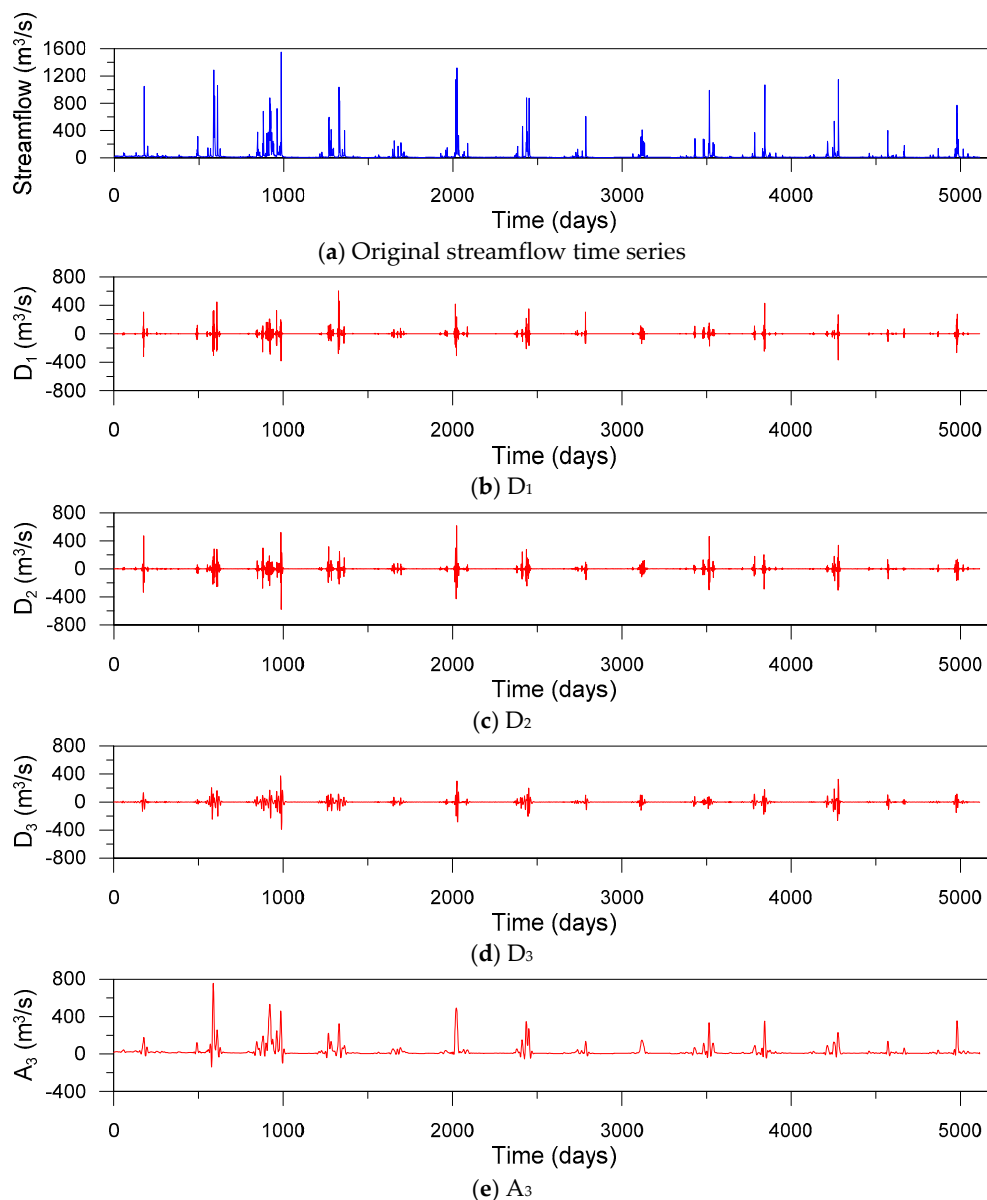 Streamflow (m³/s)
1600
1200
800
400
0
0 1000 2000 3000 4000 5000
Time (days)
(a) Original streamflow time series
D₁ (m³/s)
800
400
0
-400
-800
0 1000 2000 3000 4000 5000
Time (days)
(b) D₁
D₂ (m³/s)
800
400
0
-400
-800
0 1000 2000 3000 4000 5000
Time (days)
(c) D₂
D₃ (m³/s)
800
400
0
-400
-800
0 1000 2000 3000 4000 5000
Time (days)
(d) D₃
A₃ (m³/s)
800
400
0
-400
0 1000 2000 3000 4000 5000
Time (days)
(e) A₃